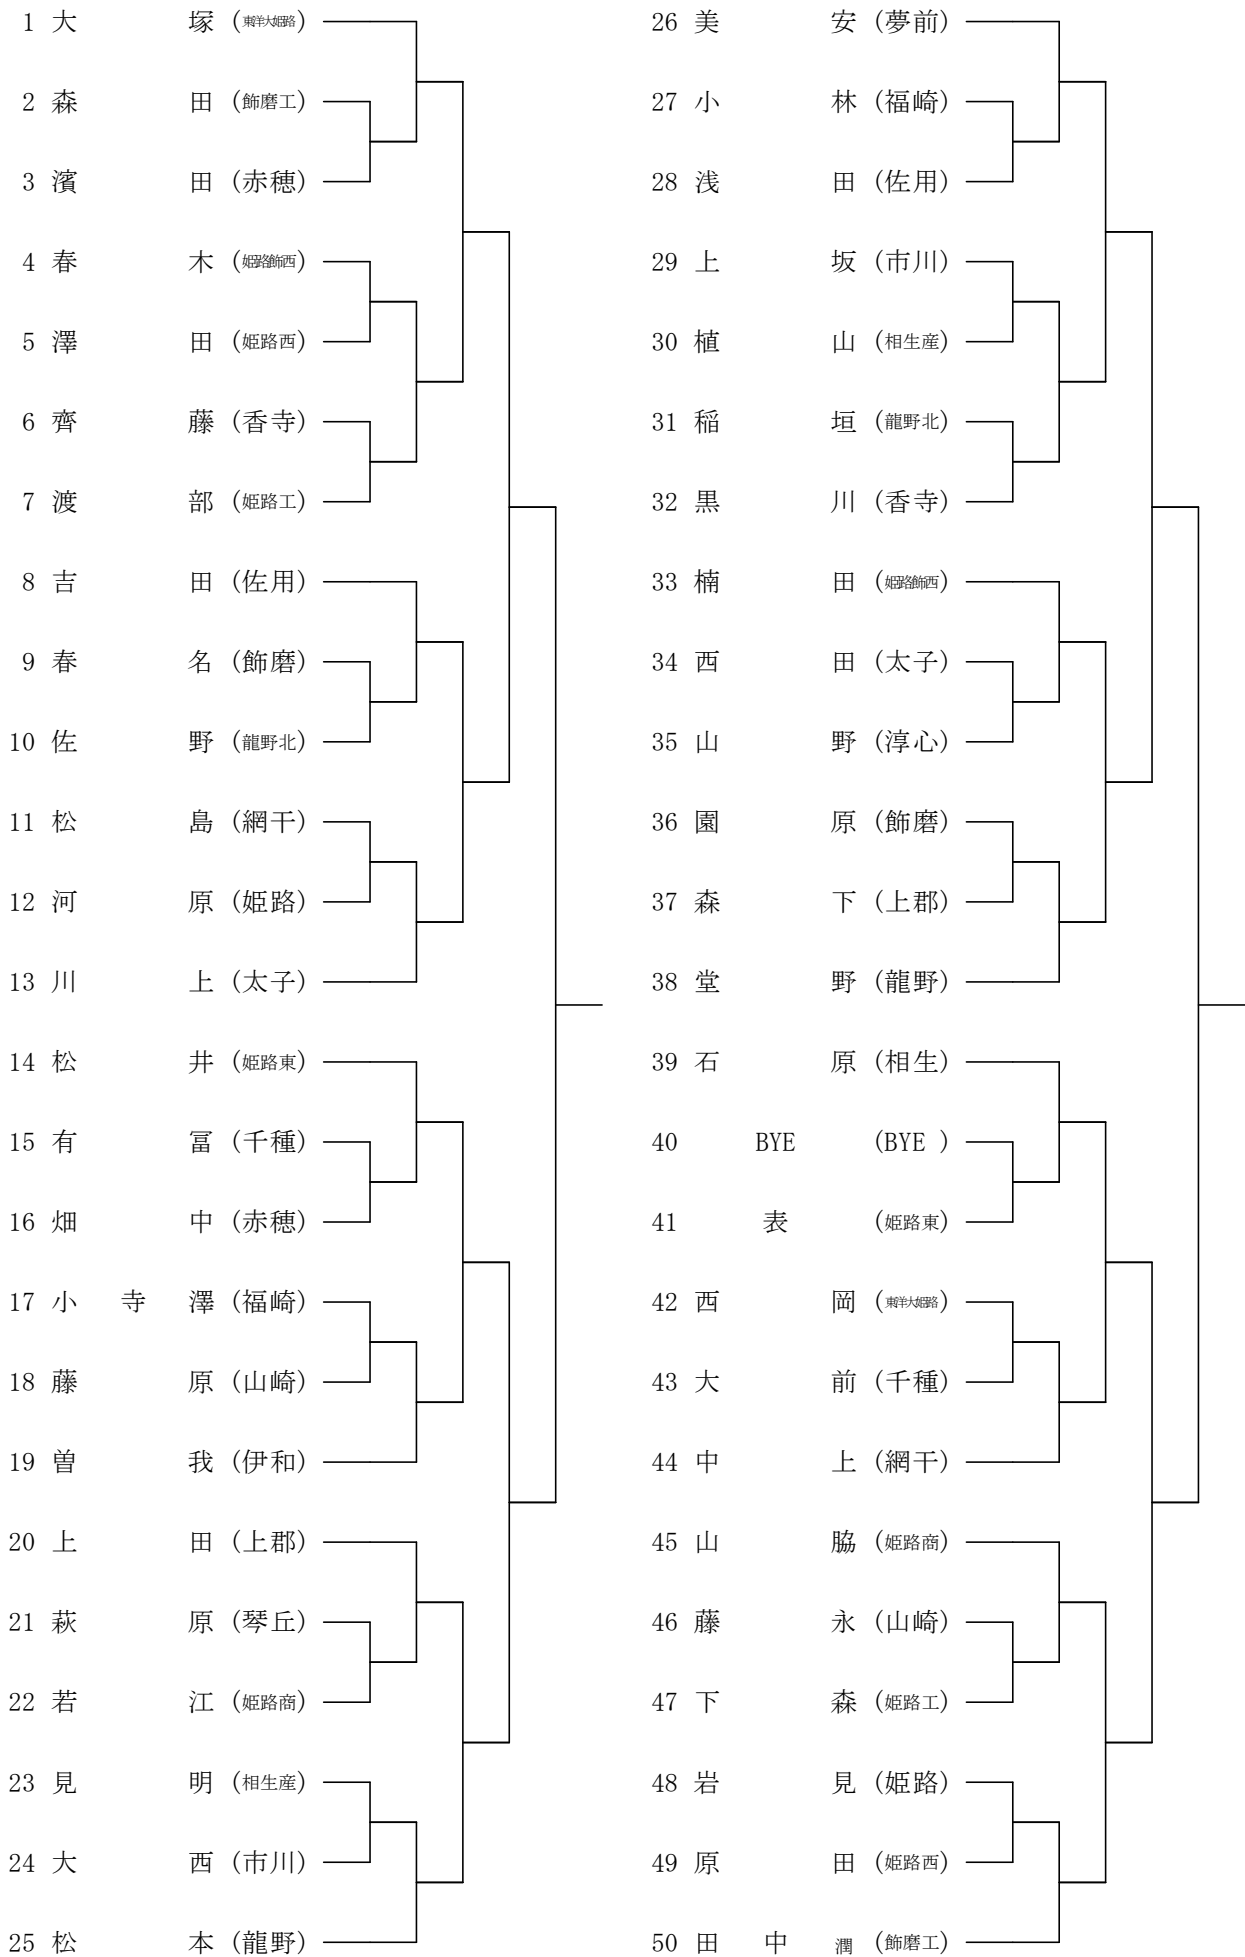 1 大塚 (東洋大姫路)
2 森田 (飾磨工)
3 濱田 (赤穂)
4 春木 (姫路飾西)
5 澤田 (姫路西)
6 齊藤 (香寺)
7 渡部 (姫路工)
8 吉田 (佐用)
9 春名 (飾磨)
10 佐野 (龍野北)
11 松島 (網干)
12 河原 (姫路)
13 川上 (太子)
14 松井 (姫路東)
15 有冨 (千種)
16 畑中 (赤穂)
17 小寺澤 (福崎)
18 藤原 (山崎)
19 曽我 (伊和)
20 上田 (上郡)
21 萩原 (琴丘)
22 若江 (姫路商)
23 見明 (相生産)
24 大西 (市川)
25 松本 (龍野)
26 美安 (夢前)
27 小林 (福崎)
28 浅田 (佐用)
29 上坂 (市川)
30 植山 (相生産)
31 稲垣 (龍野北)
32 黒川 (香寺)
33 楠田 (姫路飾西)
34 西田 (太子)
35 山野 (淳心)
36 園原 (飾磨)
37 森下 (上郡)
38 堂野 (龍野)
39 石原 (相生)
40 BYE (BYE )
41 表 (姫路東)
42 西岡 (東洋大姫路)
43 大前 (千種)
44 中上 (網干)
45 山脇 (姫路商)
46 藤永 (山崎)
47 下森 (姫路工)
48 岩見 (姫路)
49 原田 (姫路西)
50 田中潤 (飾磨工)